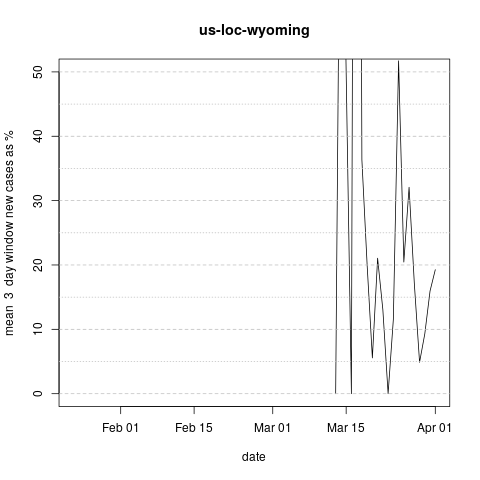 us-loc-wyoming
mean 3 day window new cases as %
50
40
30
20
10
0
Feb 01
Feb 15
Mar 01
Mar 15
Apr 01
date